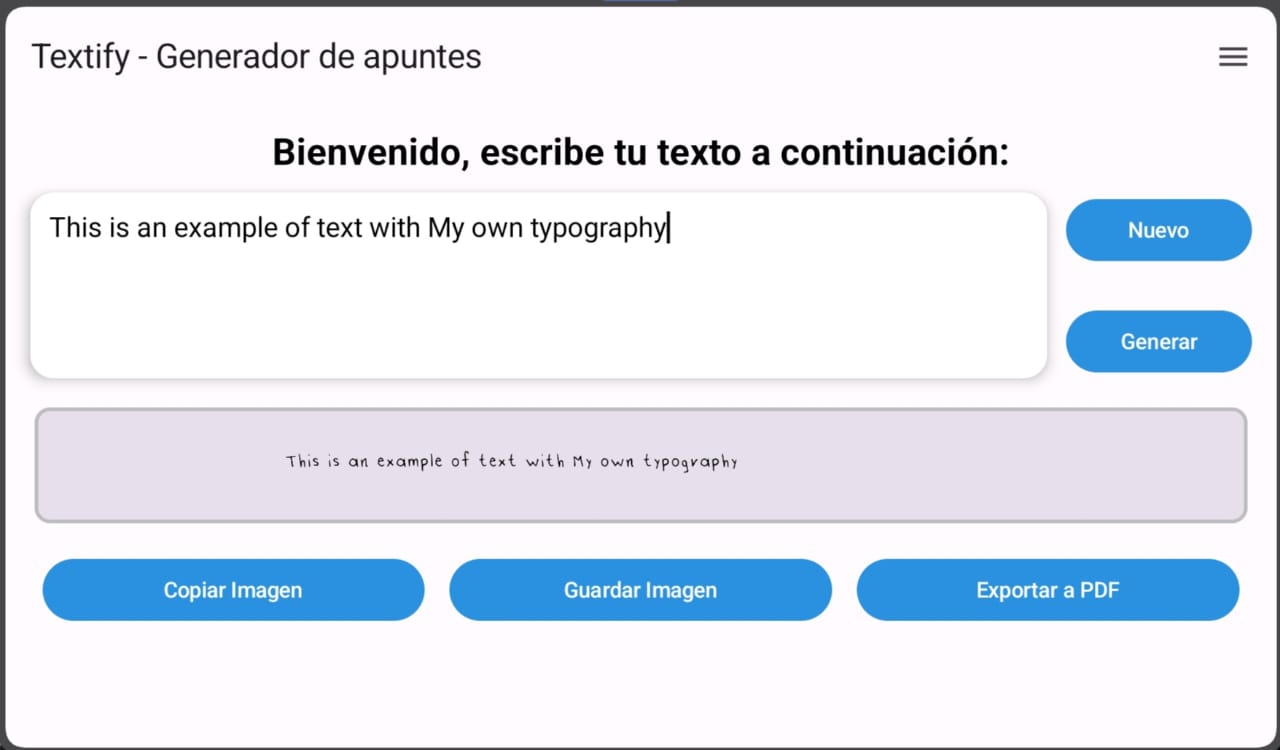 Textify - Generador de apuntes
Bienvenido, escribe tu texto a continuación:
This is an example of text with My own typography
Nuevo
Generar
This is an example of text with My own typography
Copiar Imagen
Guardar Imagen
Exportar a PDF